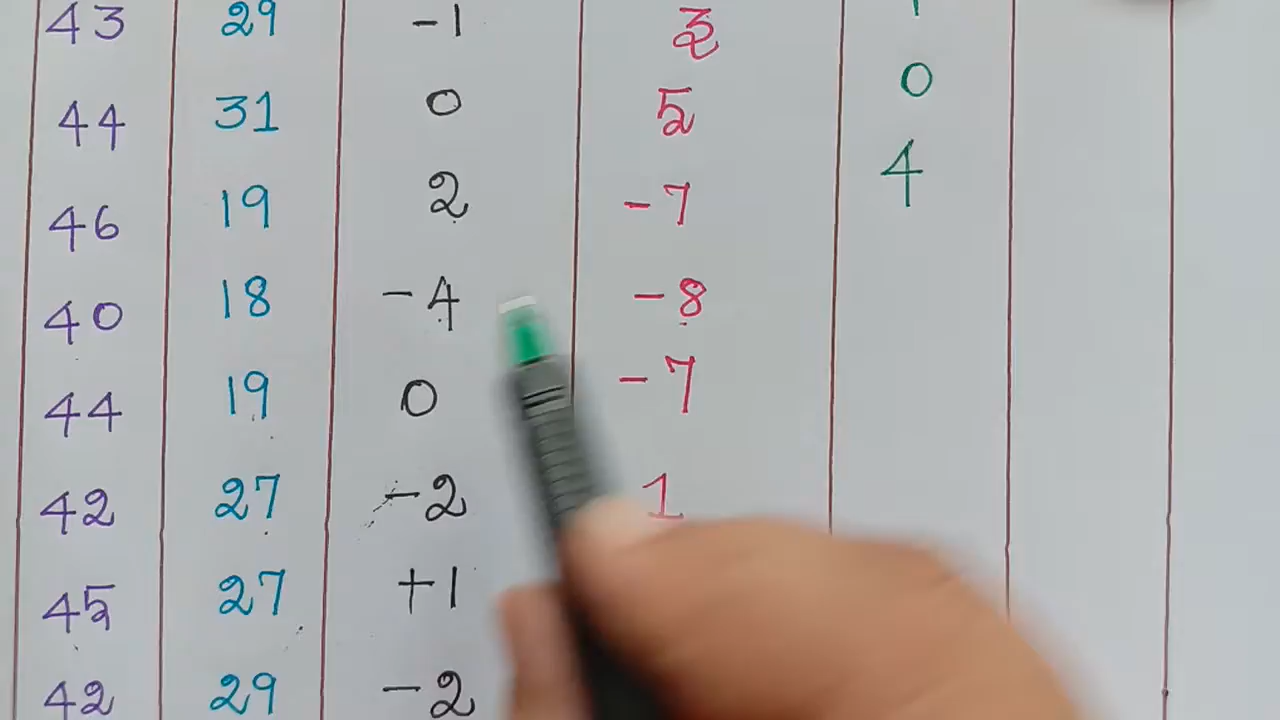 43 29 -1 3
44 31 0 5 0
46 19 2 -7 4
40 18 -4 -8
44 19 0 -7
42 27 -2 1
45 27 +1
42 29 -2